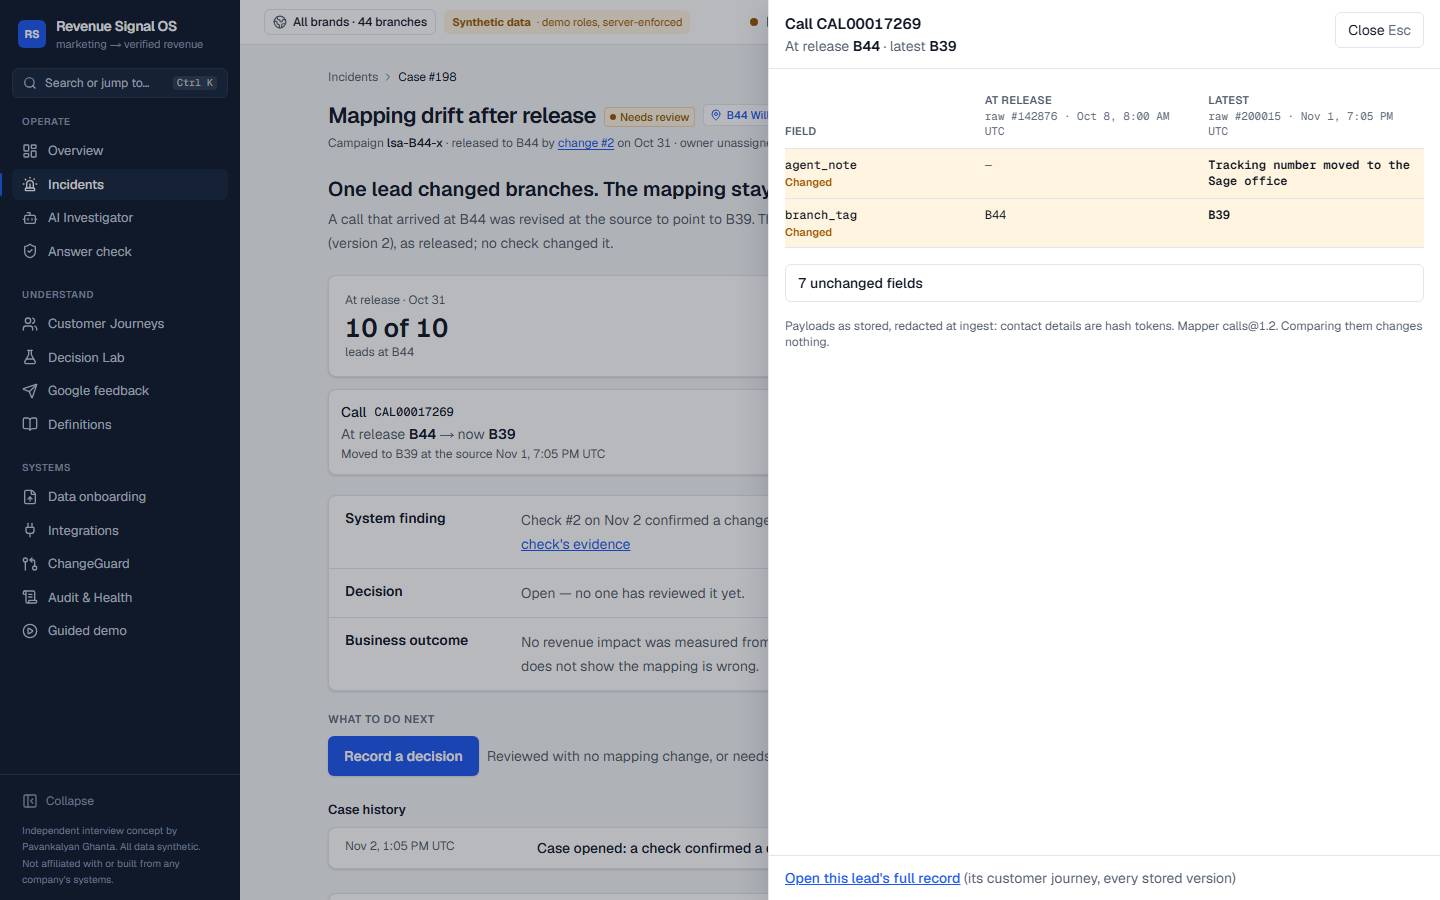 RS
Revenue Signal OS
marketing → verified revenue
Search or jump to... Ctrl K
OPERATE
Overview
Incidents
AI Investigator
Answer check
UNDERSTAND
Customer Journeys
Decision Lab
Google feedback
Definitions
SYSTEMS
Data onboarding
Integrations
ChangeGuard
Audit & Health
Guided demo
Collapse
Independent interview concept by
Pavankalyan Ghanta. All data synthetic.
Not affiliated with or built from any
company's systems.
All brands · 44 branches Synthetic data · demo roles, server-enforced
Incidents > Case #198
Mapping drift after release Needs review B44 Will
Campaign lsa-B44-x · released to B44 by change #2 on Oct 31 · owner unassigne
One lead changed branches. The mapping stay
A call that arrived at B44 was revised at the source to point to B39. Th
(version 2), as released; no check changed it.
At release · Oct 31
10 of 10
leads at B44
Call CAL00017269
At release B44 → now B39
Moved to B39 at the source Nov 1, 7:05 PM UTC
System finding Check #2 on Nov 2 confirmed a change
check's evidence
Decision Open — no one has reviewed it yet.
Business outcome No revenue impact was measured from
does not show the mapping is wrong.
WHAT TO DO NEXT
Record a decision Reviewed with no mapping change, or needs
Case history
Nov 2, 1:05 PM UTC Case opened: a check confirmed a c
Call CAL00017269
At release B44 · latest B39
Close Esc
FIELD
AT RELEASE
raw #142876 · Oct 8, 8:00 AM
UTC
LATEST
raw #200015 · Nov 1, 7:05 PM
UTC
agent_note — Tracking number moved to the
Changed Sage office
branch_tag B44 B39
Changed
7 unchanged fields
Payloads as stored, redacted at ingest: contact details are hash tokens. Mapper calls@1.2. Comparing them changes
nothing.
Open this lead's full record (its customer journey, every stored version)